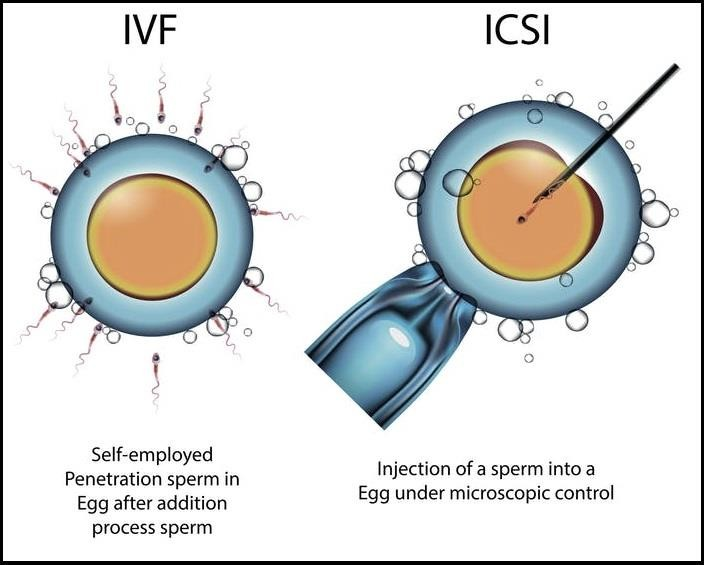 IVF
Self-employed
Penetration sperm in
Egg after addition
process sperm
ICSI
Injection of a sperm into a
Egg under microscopic control